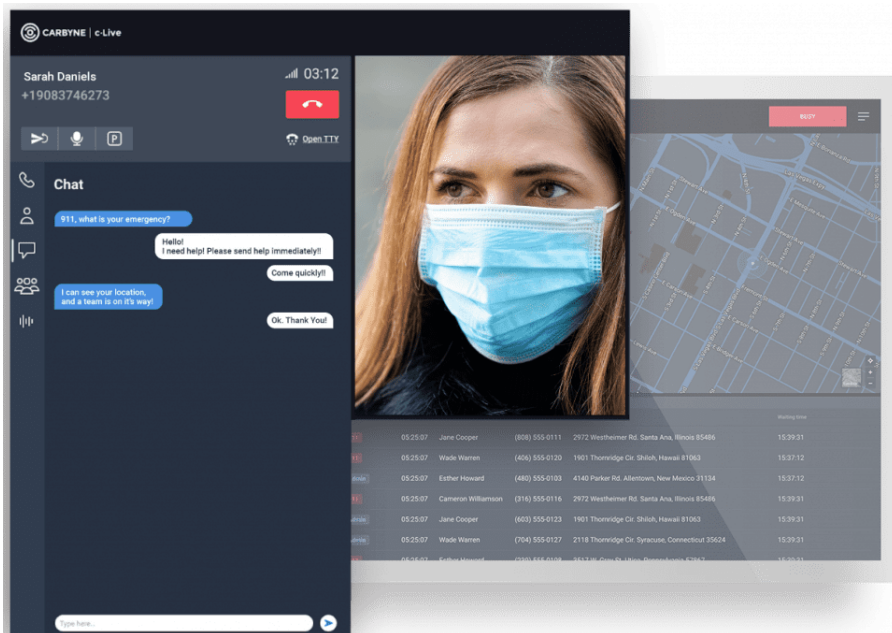 CARBYNE | c-Live
Sarah Daniels
03:12
+19083746273
P
Open TTY
Chat
911, what is your emergency?
Hello!
I need help! Please send help immediately!!
Come quickly!!
I can see your location,
and a team is on it's way!
Ok. Thank You!
Type here...
BUSY
Waiting time
05:25:07 Jane Cooper (808) 555-0111 2972 Westheimer Rd. Santa Ana, Illinois 85486 15:39:31
05:25:07 Wade Warren (406) 555-0120 1901 Thornridge Cir. Shiloh, Hawaii 81063 15:37:12
05:25:07 Esther Howard (480) 555-0103 4140 Parker Rd. Allentown, New Mexico 31134 15:37:12
05:25:07 Cameron Williamson (316) 555-0116 2972 Westheimer Rd. Santa Ana, Illinois 85486 15:39:31
05:25:07 Jane Cooper (603) 555-0123 1901 Thornridge Cir. Shiloh, Hawaii 81063 15:39:31
05:25:07 Wade Warren (704) 555-0127 2118 Thornridge Cir. Syracuse, Connecticut 35624 15:39:31